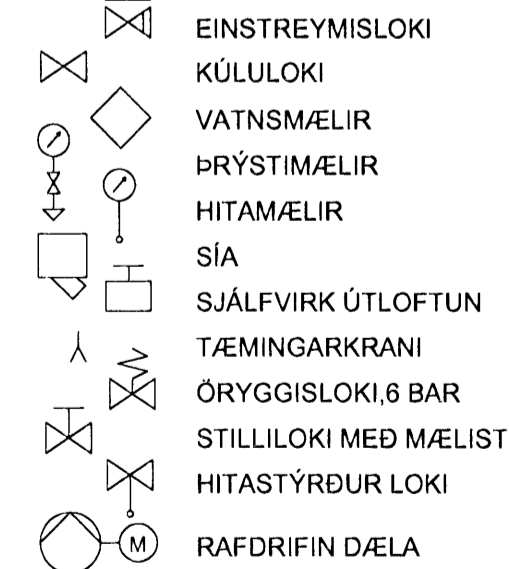 EINSTREYMISLOKI
KÚLULOKI
VATNSMÆLIR
ÞRÝSTIMÆLIR
HITAMÆLIR
SÍA
SJÁLFVIRK ÚTLOFTUN
TÆMINGARKRANI
ÖRYGGISLOKI,6 BAR
STILLILOKI MEÐ MÆLIST
HITASTÝRÐUR LOKI
M RAFDRIFIN DÆLA